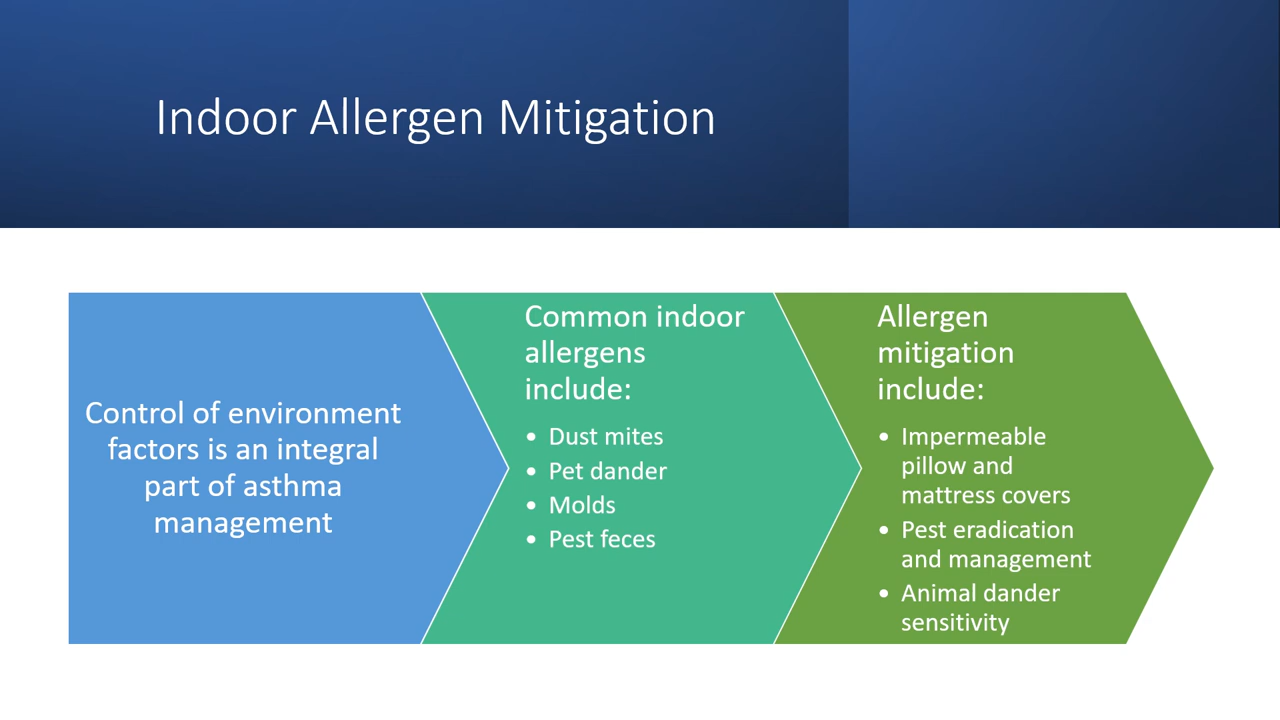 Indoor Allergen Mitigation
Control of environment
factors is an integral
part of asthma
management
Common indoor
allergens
include:
• Dust mites
• Pet dander
• Molds
• Pest feces
Allergen
mitigation
include:
• Impermeable
pillow and
mattress covers
• Pest eradication
and management
• Animal dander
sensitivity